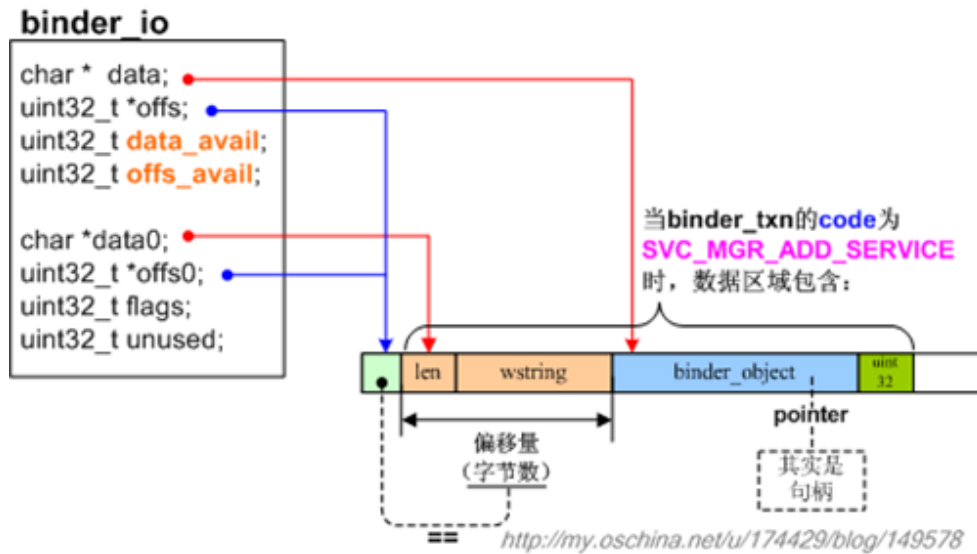 binder_io
char * data;
uint32_t *offs;
uint32_t data_avail;
uint32_t offs_avail;
char *data0;
uint32_t *offs0;
uint32_t flags;
uint32_t unused;
当binder_txn的code为
SVC_MGR_ADD_SERVICE
时，数据区域包含：
len
wstring
binder_object
uint
32
pointer
偏移量
（字节数）
其实是
句柄
==
http://my.oschina.net/u/174429/blog/149578